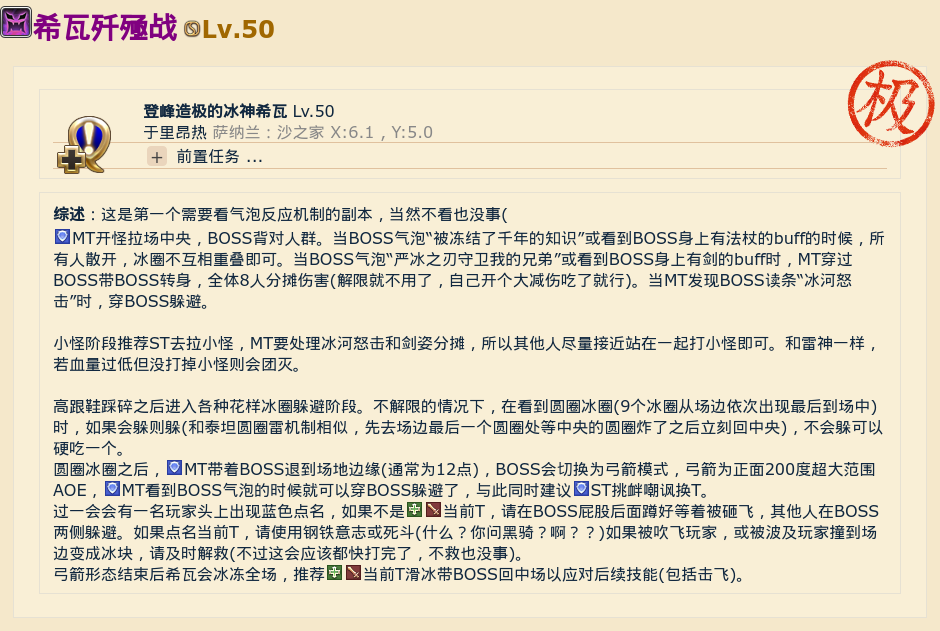 希瓦歼殛战 Lv.50
极
登峰造极的冰神希瓦 Lv.50
于里昂热 萨纳兰：沙之家 X:6.1，Y:5.0
+ 前置任务 ...
综述：这是第一个需要看气泡反应机制的副本，当然不看也没事(
MT开怪拉场中央，BOSS背对人群。当BOSS气泡“被冻结了千年的知识”或看到BOSS身上有法杖的buff的时候，所
有人散开，冰圈不互相重叠即可。当BOSS气泡“严冰之刃守卫我的兄弟”或看到BOSS身上有剑的buff时，MT穿过
BOSS带BOSS转身，全体8人分摊伤害(解限就不用了，自己开个大减伤吃了就行)。当MT发现BOSS读条“冰河怒
击”时，穿BOSS躲避。
小怪阶段推荐ST去拉小怪，MT要处理冰河怒击和剑姿分摊，所以其他人尽量接近站在一起打小怪即可。和雷神一样，
若血量过低但没打掉小怪则会团灭。
高跟鞋踩碎之后进入各种花样冰圈躲避阶段。不解限的情况下，在看到圆圈冰圈(9个冰圈从场边依次出现最后到场中)
时，如果会躲则躲(和泰坦圆圈雷机制相似，先去场边最后一个圆圈处等中央的圆圈炸了之后立刻回中央)，不会躲可以
硬吃一个。
圆圈冰圈之后，MT带着BOSS退到场地边缘(通常为12点)，BOSS会切换为弓箭模式，弓箭为正面200度超大范围
AOE，MT看到BOSS气泡的时候就可以穿BOSS躲避了，与此同时建议ST挑衅嘲讽换T。
过一会会有一名玩家头上出现蓝色点名，如果不是当前T，请在BOSS屁股后面蹲好等着被砸飞，其他人在BOSS
两侧躲避。如果点名当前T，请使用钢铁意志或死斗(什么？你问黑骑？啊？？)如果被吹飞玩家，或被波及玩家撞到场
边变成冰块，请及时解救(不过这会应该都快打完了，不救也没事)。
弓箭形态结束后希瓦会冰冻全场，推荐当前T滑冰带BOSS回中场以应对后续技能(包括击飞)。